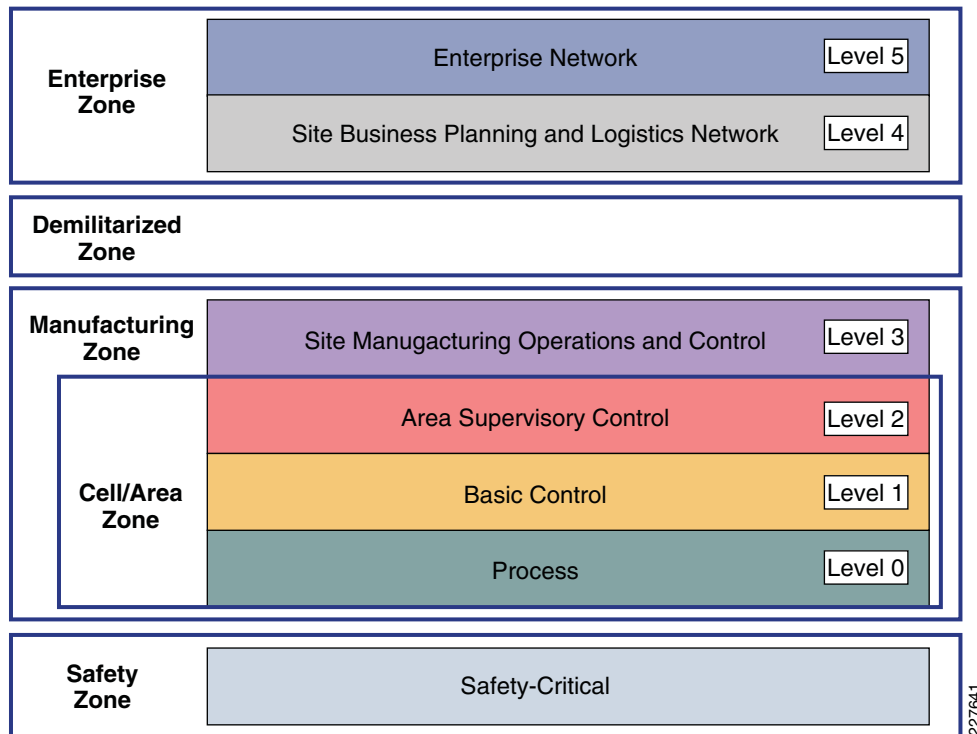 Enterprise
Zone
Enterprise Network
Level 5
Site Business Planning and Logistics Network
Level 4
Demilitarized
Zone
Manufacturing
Zone
Site Manugacturing Operations and Control
Level 3
Cell/Area
Zone
Area Supervisory Control
Level 2
Basic Control
Level 1
Process
Level 0
Safety
Zone
Safety-Critical
227641